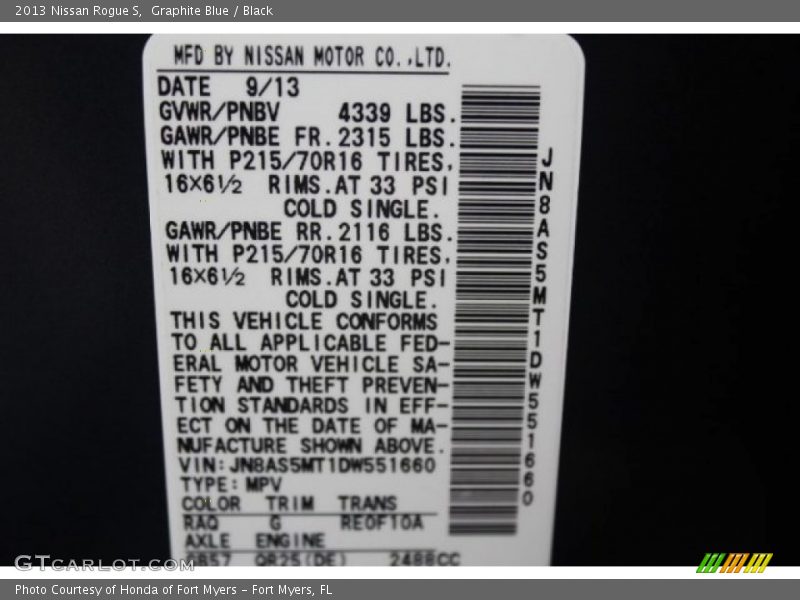 2013 Nissan Rogue S,  Graphite Blue / Black
MFD BY NISSAN MOTOR CO.,LTD.
DATE 9/13
GVWR/PNBV 4339 LBS.
GAWR/PNBE FR.2315 LBS.
WITH P215/70R16 TIRES,
16×6½ RIMS.AT 33 PSI
COLD SINGLE.
GAWR/PNBE RR.2116 LBS.
WITH P215/70R16 TIRES,
16×6½ RIMS.AT 33 PSI
COLD SINGLE.
THIS VEHICLE CONFORMS
TO ALL APPLICABLE FED-
ERAL MOTOR VEHICLE SA-
FETY AND THEFT PREVEN-
TION STANDARDS IN EFF-
ECT ON THE DATE OF MA-
NUFACTURE SHOWN ABOVE.
VIN:JN8AS5MT1DW551660
TYPE:MPV
COLOR TRIM TRANS
RAQ G RE0F10A
AXLE ENGINE
QR25(DE) 2488CC
JN8AS5MT1DW551660
GTCARLOT.COM
Photo Courtesy of Honda of Fort Myers – Fort Myers, FL